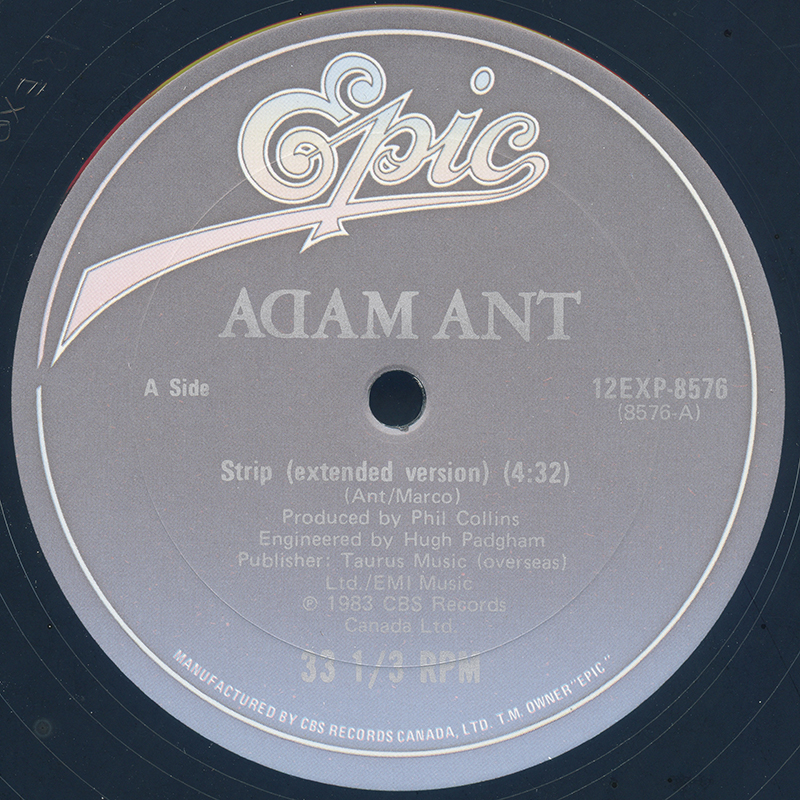 Epic
ADAM ANT
A Side
12EXP-8576
(8576-A)
Strip (extended version) (4:32)
(Ant/Marco)
Produced by Phil Collins
Engineered by Hugh Padgham
Publisher: Taurus Music (overseas)
Ltd./EMI Music
℗ 1983 CBS Records
Canada Ltd.
33 1/3 RPM
MANUFACTURED BY CBS RECORDS CANADA, LTD. T.M. OWNER "EPIC"